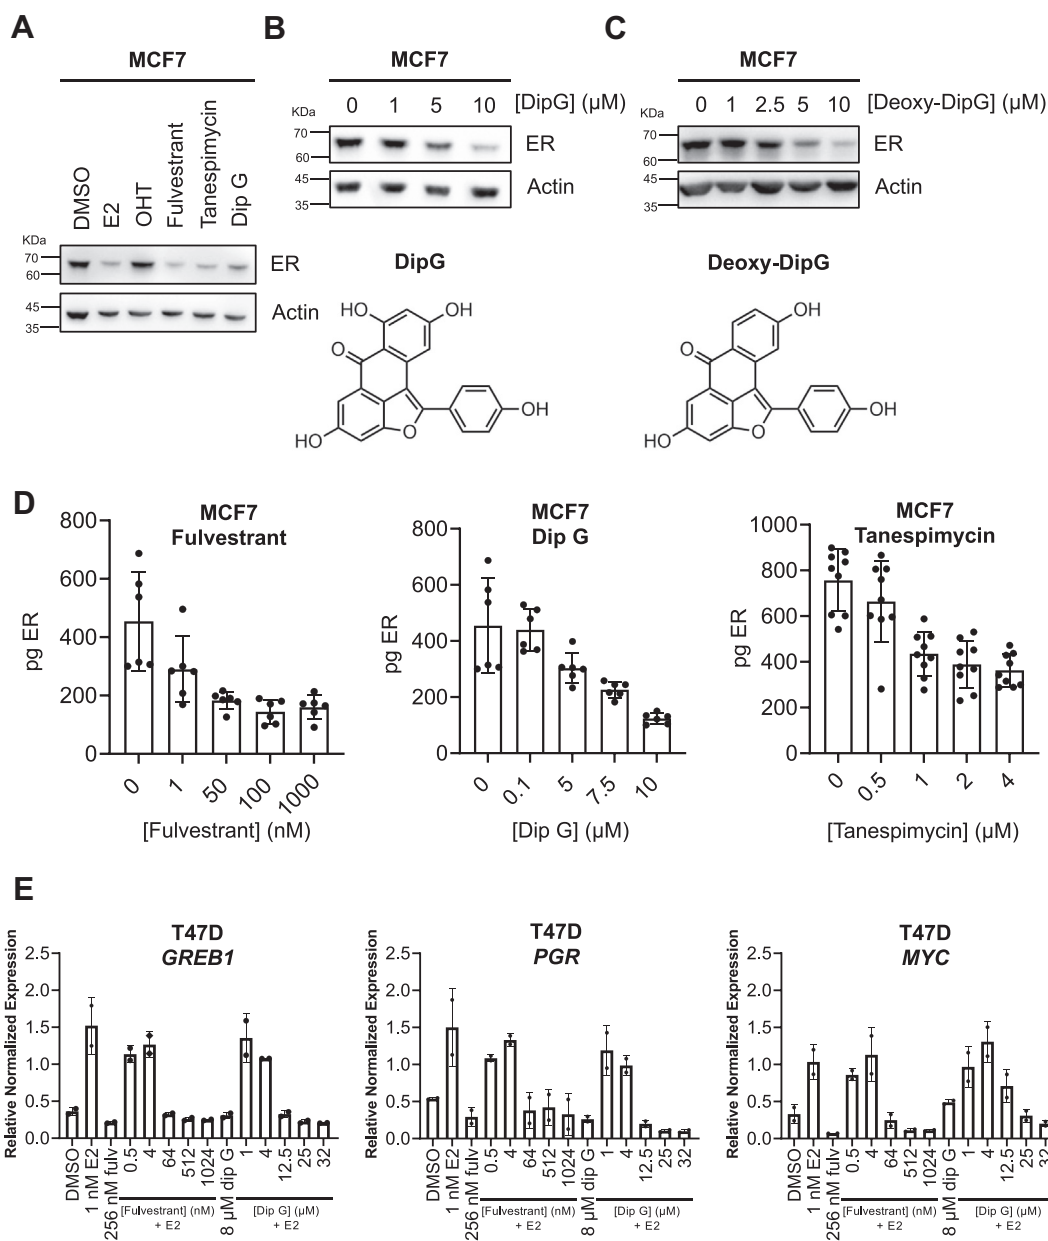 A
MCF7
DMSO
E2
OHT
Fulvestrant
Tanespimycin
Dip G
KDa
70
60
ER
45
35
Actin
B
MCF7
0 1 5 10 [DipG] (µM)
KDa
70
60
ER
45
35
Actin
DipG
HO
OH
O
OH
HO
O
C
MCF7
0 1 2.5 5 10 [Deoxy-DipG] (µM)
KDa
70
60
ER
45
35
Actin
Deoxy-DipG
OH
O
OH
HO
O
D
MCF7
Fulvestrant
pg ER
800
600
400
200
0
0 1 50 100 1000
[Fulvestrant] (nM)
MCF7
Dip G
pg ER
800
600
400
200
0
0 0.1 5 7.5 10
[Dip G] (µM)
MCF7
Tanespimycin
pg ER
1000
800
600
400
200
0
0 0.5 1 2 4
[Tanespimycin] (µM)
E
T47D
GREB1
Relative Normalized Expression
2.5
2.0
1.5
1.0
0.5
0.0
DMSO
1 nM E2
256 nM fulv
0.5
4
64
512
1024
8 µM dip G
1
4
12.5
25
32
[Fulvestrant] (nM)
+ E2
[Dip G] (µM)
+ E2
T47D
PGR
Relative Normalized Expression
2.5
2.0
1.5
1.0
0.5
0.0
DMSO
1 nM E2
256 nM fulv
0.5
4
64
512
1024
8 µM dip G
1
4
12.5
25
32
[Fulvestrant] (nM)
+ E2
[Dip G] (µM)
+ E2
T47D
MYC
Relative Normalized Expression
2.5
2.0
1.5
1.0
0.5
0.0
DMSO
1 nM E2
256 nM fulv
0.5
4
64
512
1024
8 µM dip G
1
4
12.5
25
32
[Fulvestrant] (nM)
+ E2
[Dip G] (µM)
+ E2